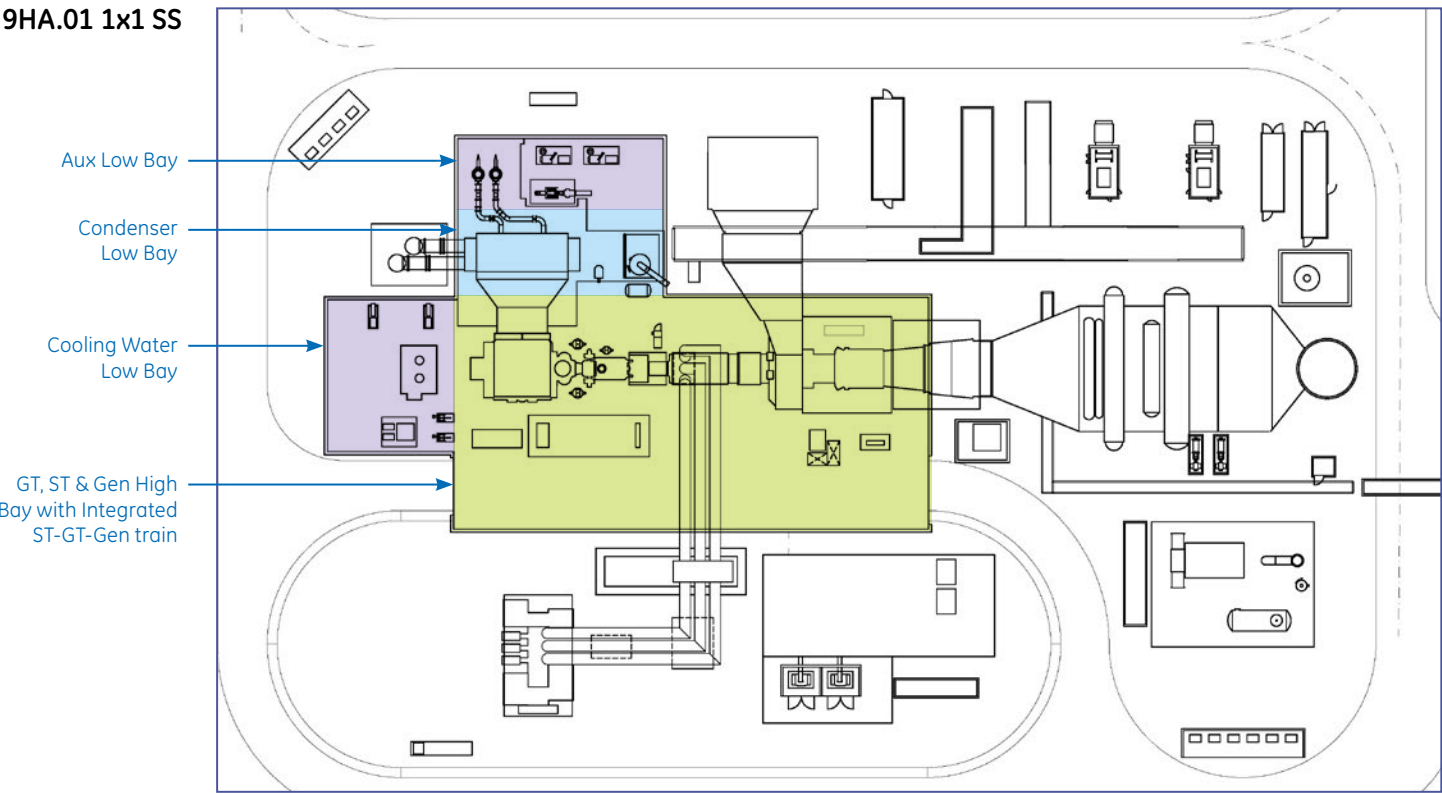 9HA.01 1x1 SS
Aux Low Bay
Condenser
Low Bay
Cooling Water
Low Bay
GT, ST & Gen High
Bay with Integrated
ST-GT-Gen train